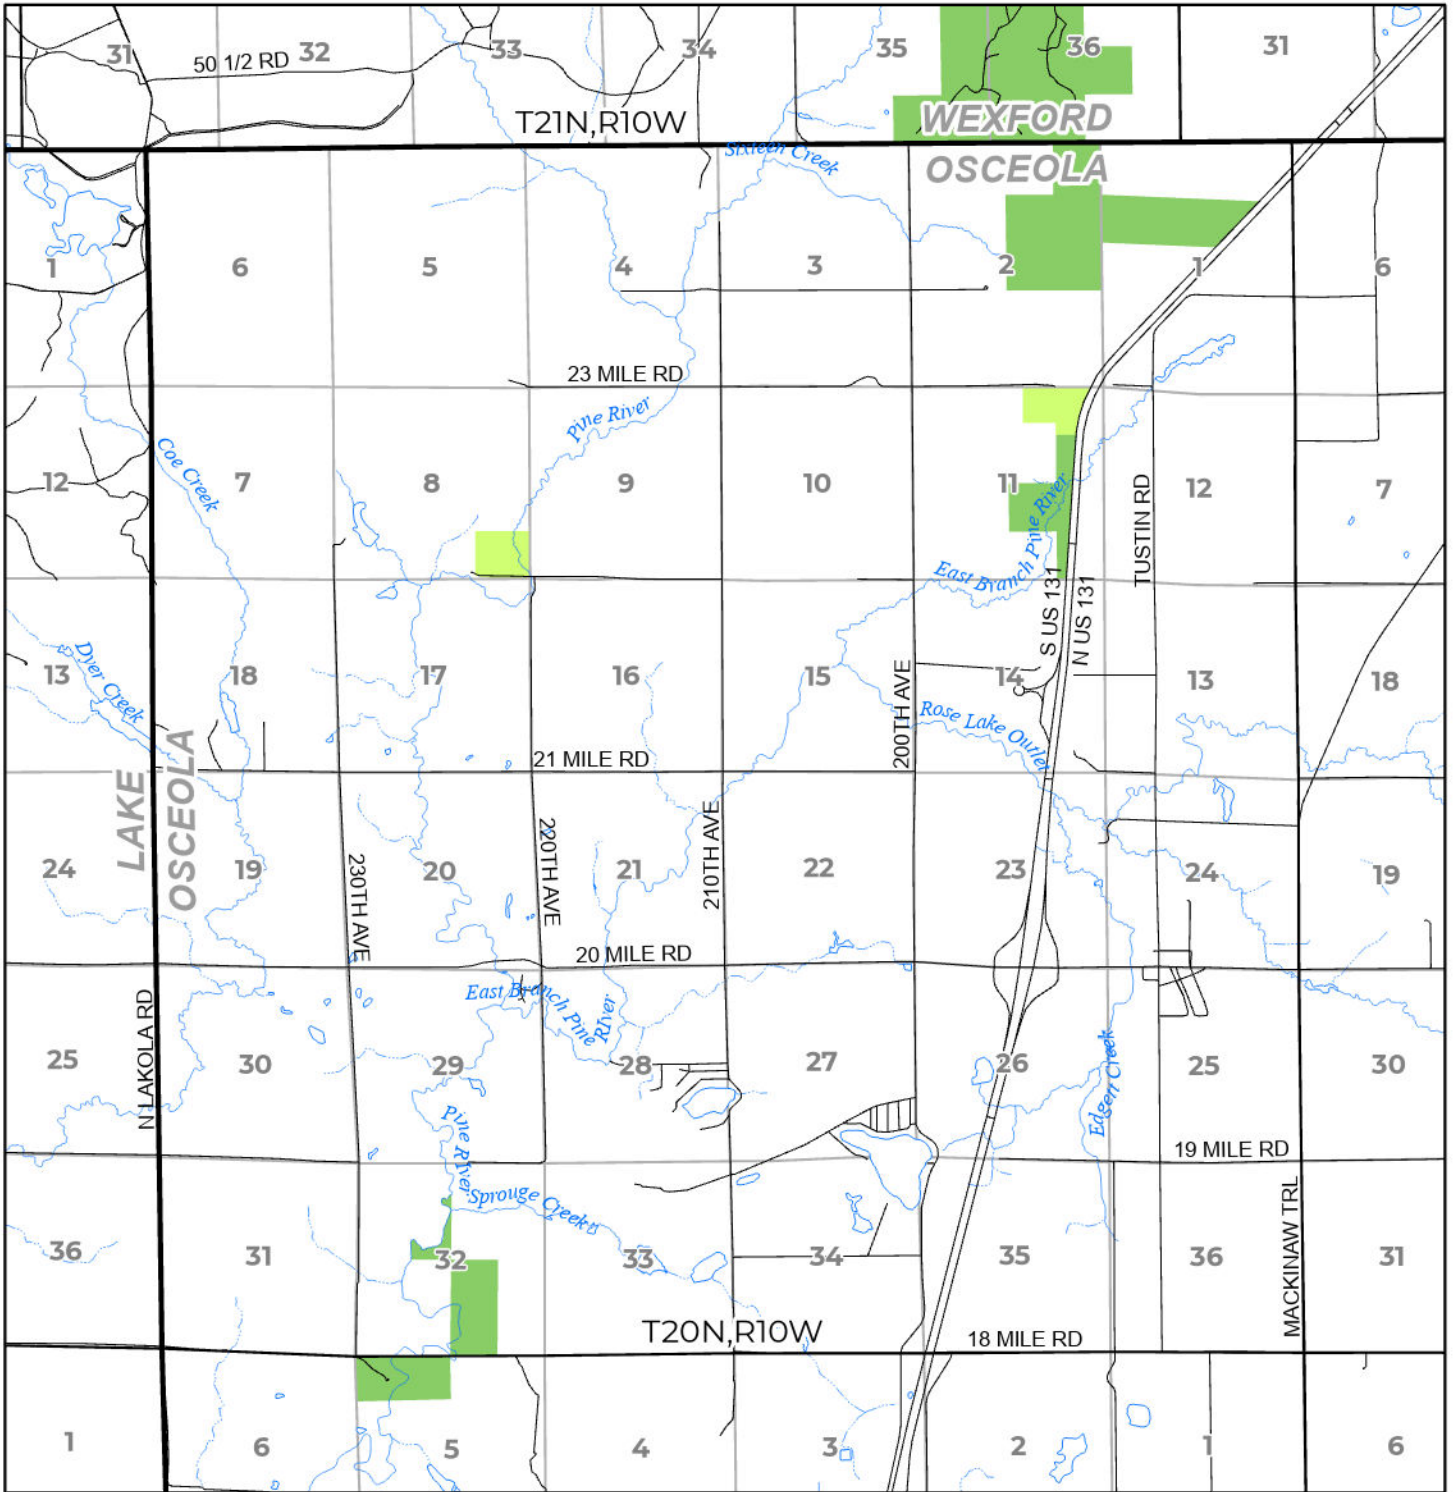 31
32
33
34
35
36
31
50 1/2 RD
T21N,R10W
WEXFORD
Sixteen Creek
OSCEOLA
1
6
5
4
3
2
1
6
23 MILE RD
Pine River
Coe Creek
12
7
8
9
10
11
12
7
East Branch Pine River
TUSTIN RD
S US 131
N US 131
Dyer Creek
13
18
17
16
15
14
13
18
200TH AVE
Rose Lake Outlet
21 MILE RD
LAKE
OSCEOLA
24
19
20
21
22
23
24
19
230TH AVE
220TH AVE
210TH AVE
20 MILE RD
East Branch Pine River
N LAKOLA RD
25
30
29
28
27
26
25
30
Edgen Creek
Pine River
19 MILE RD
Sprouge Creek
MACKINAW TRL
36
31
32
33
34
35
36
31
T20N,R10W
18 MILE RD
1
6
5
4
3
2
1
6